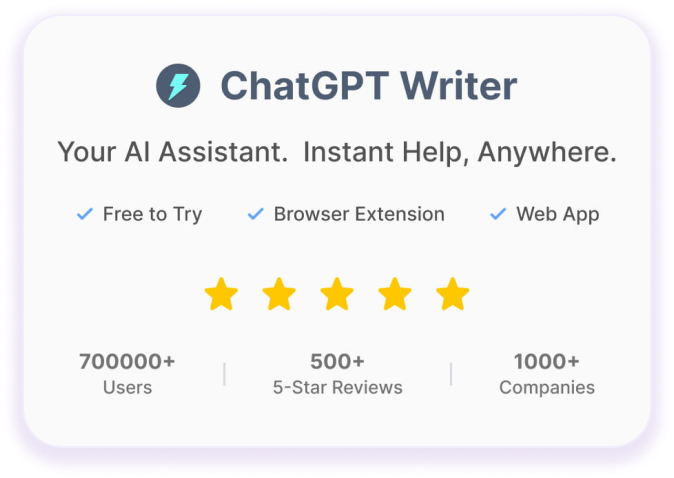 ChatGPT Writer
Your AI Assistant. Instant Help, Anywhere.
Free to Try Browser Extension Web App
700000+ 500+ 1000+
Users 5-Star Reviews Companies